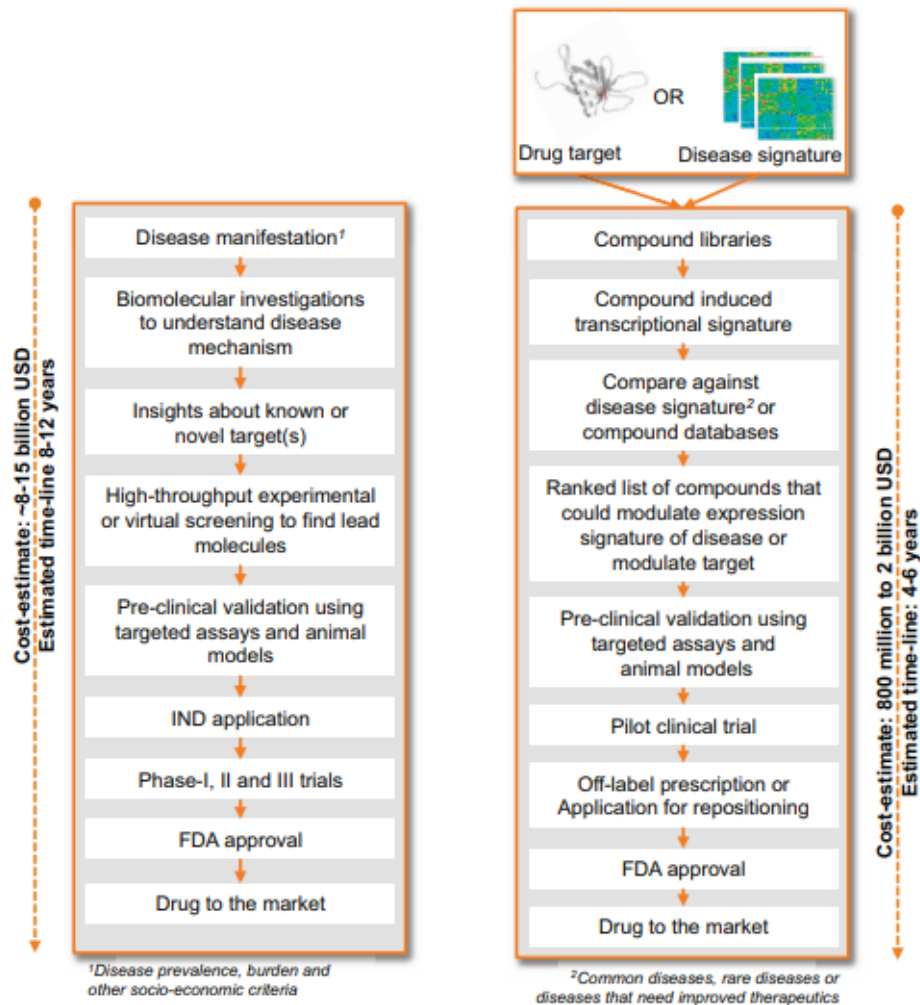 OR
Drug target
Disease signature
Cost-estimate: ~8-15 billion USD
Estimated time-line 8-12 years
Disease manifestation¹
Biomolecular investigations
to understand disease
mechanism
Insights about known or
novel target(s)
High-throughput experimental
or virtual screening to find lead
molecules
Pre-clinical validation using
targeted assays and animal
models
IND application
Phase-I, II and III trials
FDA approval
Drug to the market
¹Disease prevalence, burden and
other socio-economic criteria
Compound libraries
Compound induced
transcriptional signature
Compare against
disease signature² or
compound databases
Ranked list of compounds that
could modulate expression
signature of disease or
modulate target
Pre-clinical validation using
targeted assays and
animal models
Pilot clinical trial
Off-label prescription or
Application for repositioning
FDA approval
Drug to the market
²Common diseases, rare diseases or
diseases that need improved therapeutics
Cost-estimate: 800 million to 2 billion USD
Estimated time-line: 4-6 years